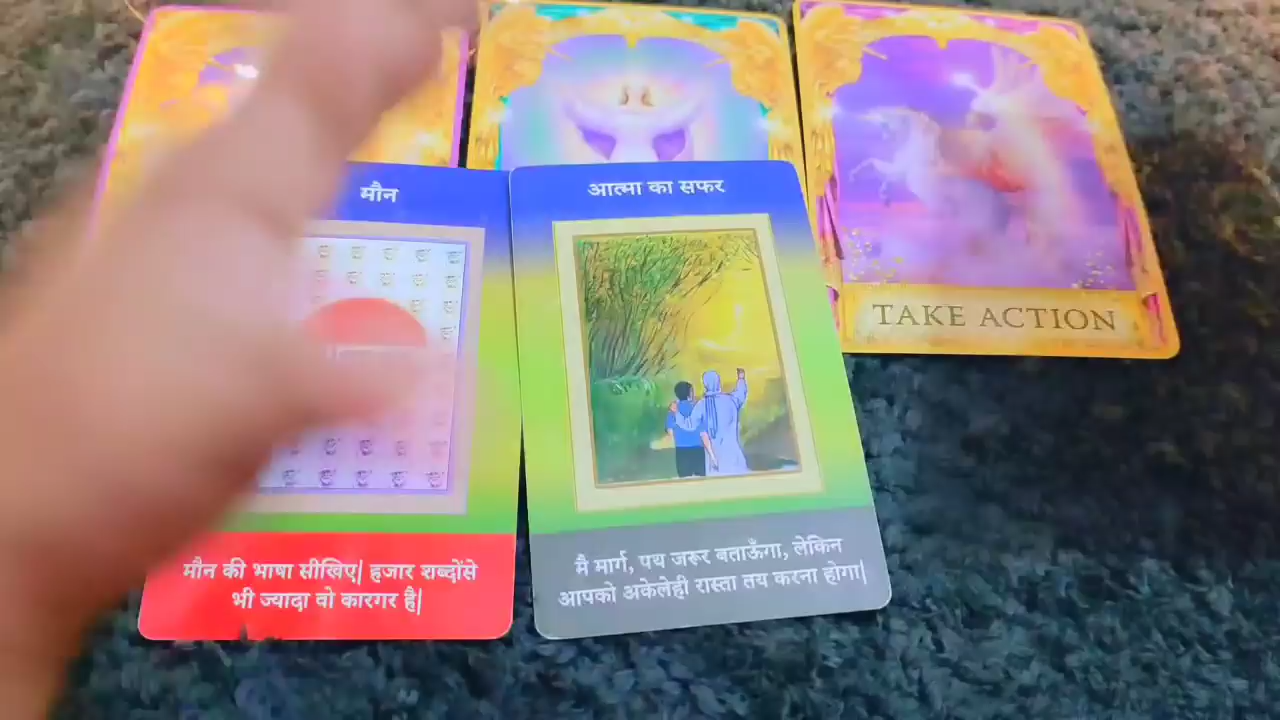 मौन
आत्मा का सफर
TAKE ACTION
मौन की भाषा सीखिए| हजार शब्दोंसे
भी ज्यादा वो कारगर है|
मै मार्ग, पथ जरूर बताऊँगा, लेकिन
आपको अकेलेही रास्ता तय करना होगा|